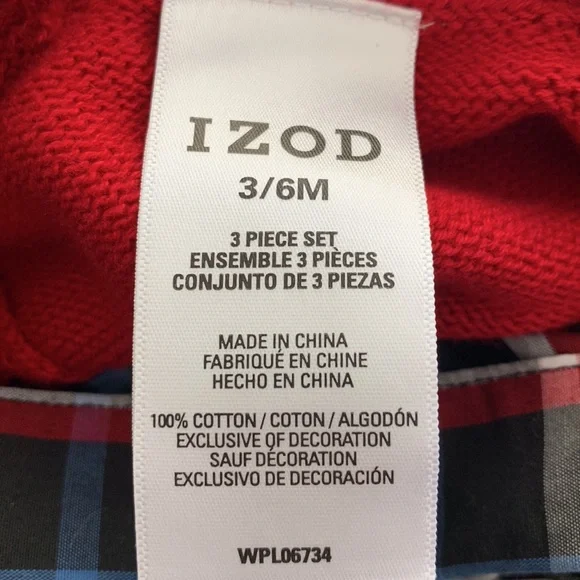 IZOD
3/6M
3 PIECE SET
ENSEMBLE 3 PIÈCES
CONJUNTO DE 3 PIEZAS
MADE IN CHINA
FABRIQUÉ EN CHINE
HECHO EN CHINA
100% COTTON / COTON / ALGODÓN
EXCLUSIVE OF DECORATION
SAUF DÉCORATION
EXCLUSIVO DE DECORACIÓN
WPL06734